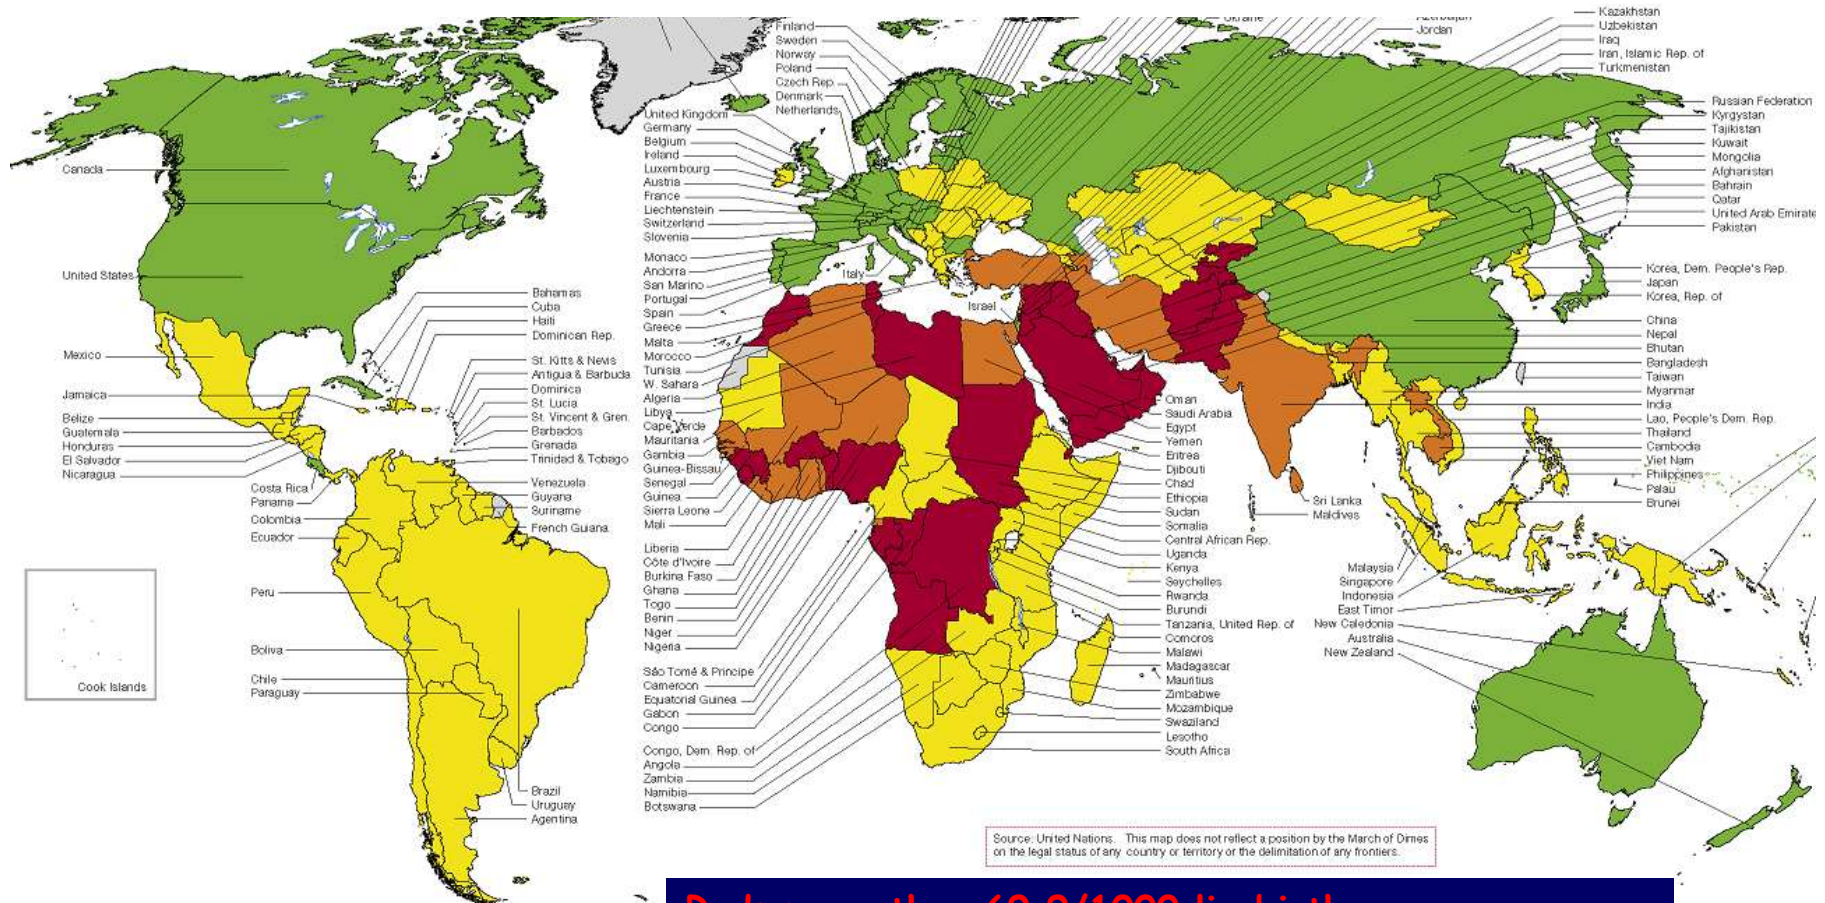 Finland
Sweden
Norway
Poland
Czech Rep.
Denmark
Netherlands
United Kingdom
Germany
Belgium
Ireland
Luxembourg
Austria
France
Liechtenstein
Switzerland
Slovenia
Monaco
Andorra
San Marino
Portugal
Spain
Greece
Malta
Morocco
Tunisia
W. Sahara
Algeria
Libya
Cape Verde
Mauritania
Gambia
Guinea-Bissau
Senegal
Guinea
Sierra Leone
Mali
Liberia
Côte d'Ivoire
Burkina Faso
Ghana
Togo
Benin
Niger
Nigeria
São Tomé & Principe
Cameroon
Equatorial Guinea
Gabon
Congo
Congo, Dem. Rep. of
Angola
Zambia
Namibia
Botswana
Italy
Israel
Canada
United States
Mexico
Jamaica
Belize
Guatemala
Honduras
El Salvador
Nicaragua
Bahamas
Cuba
Haiti
Dominican Rep.
St. Kitts & Nevis
Antigua & Barbuda
Dominica
St. Lucia
St. Vincent & Gren.
Barbados
Grenada
Trinidad & Tobago
Costa Rica
Panama
Colombia
Ecuador
Venezuela
Guyana
Suriname
French Guiana
Peru
Boliva
Chile
Paraguay
Brazil
Uruguay
Agentina
Cook Islands
Ukraine
Azerbaijan
Jordan
Kazakhstan
Uzbekistan
Iraq
Iran, Islamic Rep. of
Turkmenistan
Russian Federation
Kyrgystan
Tajikistan
Kuwait
Mongolia
Afghanistan
Bahrain
Qatar
United Arab Emirate
Pakistan
Korea, Dem. People's Rep.
Japan
Korea, Rep. of
China
Nepal
Bhutan
Bangladesh
Taiwan
Myanmar
India
Lao, People's Dem. Rep.
Thailand
Cambodia
Viet Nam
Philippines
Palau
Brunei
Sri Lanka
Maldives
Malaysia
Singapore
Indonesia
East Timor
New Caledonia
Australia
New Zealand
Oman
Saudi Arabia
Egypt
Yemen
Eritrea
Djibouti
Chad
Ethiopia
Sudan
Somalia
Central African Rep.
Uganda
Kenya
Seychelles
Rwanda
Burundi
Tanzania, United Rep. of
Comoros
Malawi
Madagascar
Mauritius
Zimbabwe
Mozambique
Swaziland
Lesotho
South Africa
Source: United Nations. This map does not reflect a position by the March of Dimes
on the legal status of any country or territory or the delimitation of any frontiers.